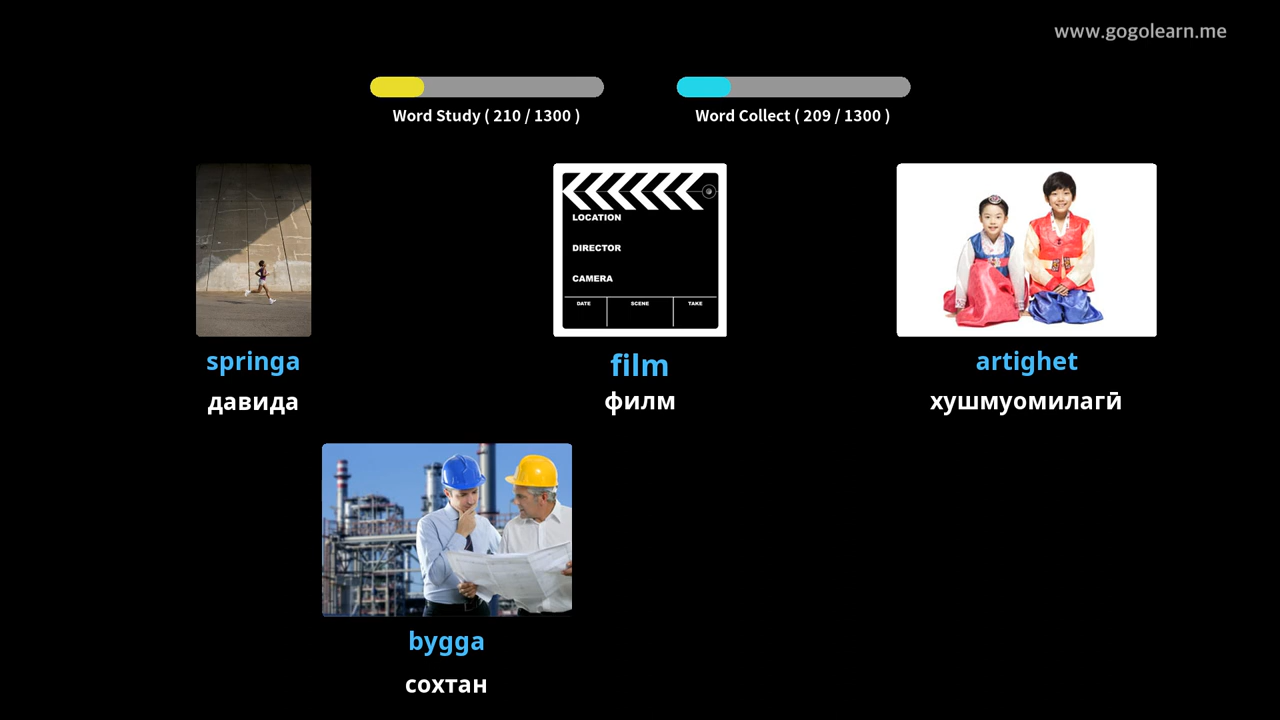 www.gogolearn.me
Word Study ( 210 / 1300 )
Word Collect ( 209 / 1300 )
LOCATION
DIRECTOR
CAMERA
DATE
SCENE
TAKE
springa
film
artighet
давида
филм
хушмуомилагӣ
bygga
сохтан